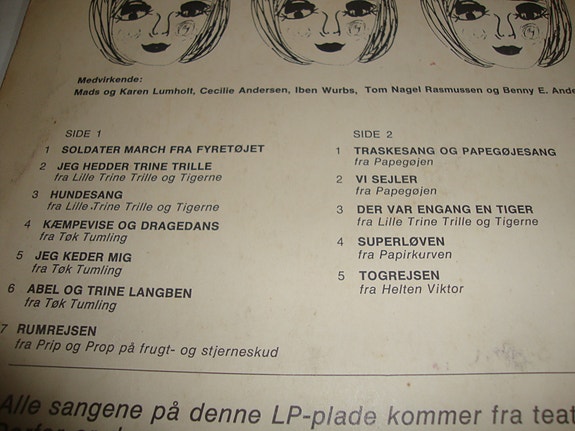 Medvirkende:
Mads og Karen Lumholt, Cecilie Andersen, Iben Wurbs, Tom Nagel Rasmussen og Benny E.
SIDE 1
1 SOLDATER MARCH FRA FYRETØJET
2 JEG HEDDER TRINE TRILLE
fra Lille Trine Trille og Tigerne
3 HUNDESANG
fra Lille Trine Trille og Tigerne
4 KÆMPEVISE OG DRAGEDANS
fra Tøk Tumling
5 JEG KEDER MIG
fra Tøk Tumling
6 ABEL OG TRINE LANGBEN
fra Tøk Tumling
7 RUMREJSEN
fra Prip og Prop på frugt- og stjerneskud
SIDE 2
1 TRASKESANG OG PAPEGØJESANG
fra Papegøjen
2 VI SEJLER
fra Papegøjen
3 DER VAR ENGANG EN TIGER
fra Lille Trine Trille og Tigerne
4 SUPERLØVEN
fra Papirkurven
5 TOGREJSEN
fra Helten Viktor
Alle sangene på denne LP-plade kommer fra